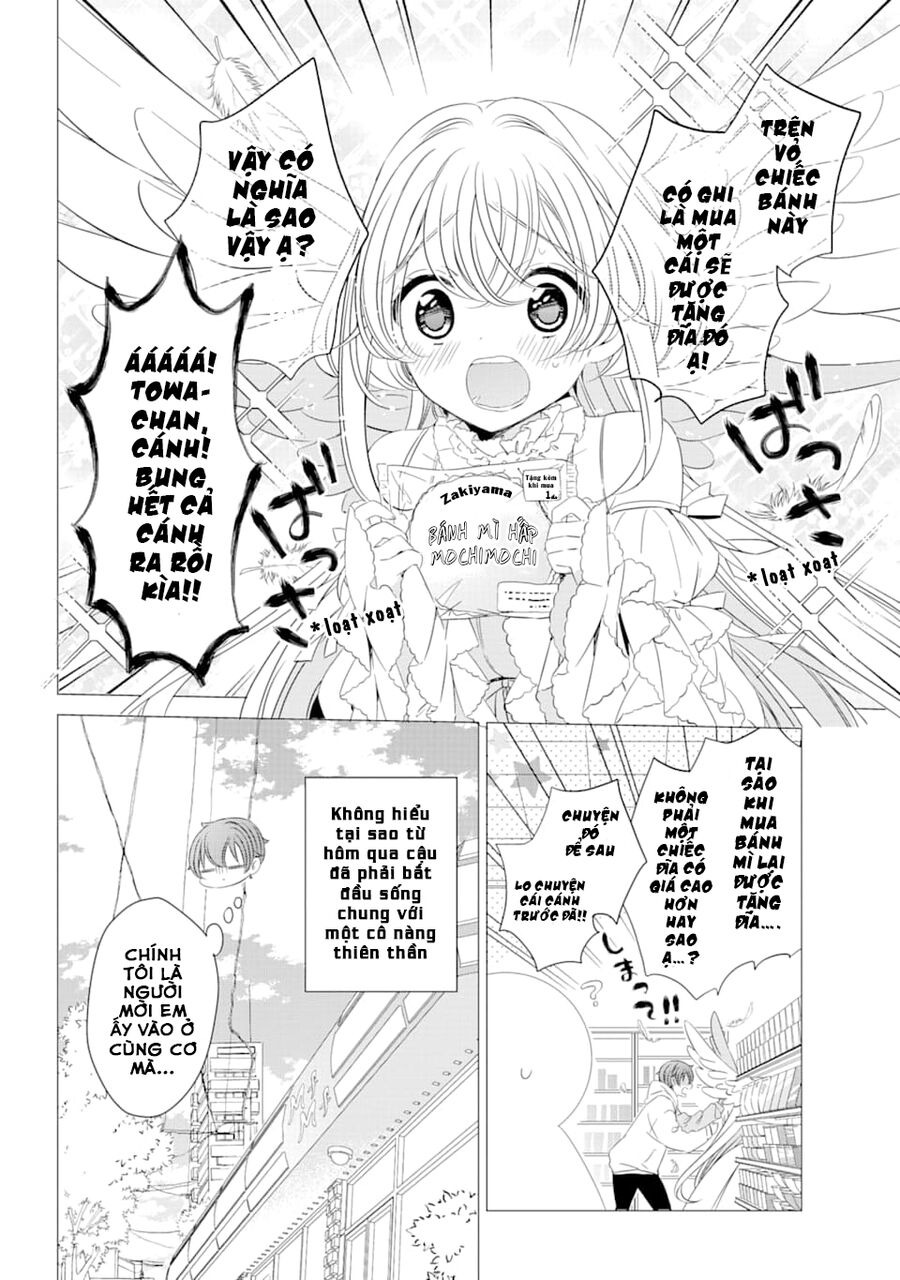 TRÊN
VỎ
CHIẾC
BÁNH
NÀY
CÓ GHI
LÀ MUA
MỘT
CÁI SẼ
ĐƯỢC
TẶNG
ĐĨA ĐÓ
Ạ!
VẬY CÓ
NGHĨA
LÀ SAO
VẬY Ạ?
ÁÁÁÁÁ!
TOWA-
CHAN,
CÁNH!
BUNG
HẾT CẢ
CÁNH
RA RỒI
KÌA!!
Tặng kèm
khi mua
1
Zakiyama
BÁNH MÌ HẤP
MOCHIMOCHI
ばさっ
* loạt xoạt
ばさっ
* loạt xoạt
TẠI
SAO
KHI
MUA
BÁNH
MÌ LẠI
ĐƯỢC
TẶNG
ĐĨA....
KHÔNG
PHẢI
MỘT
CHIẾC
ĐĨA CÓ
GIÁ CAO
HƠN
HAY
SAO
Ạ...?
CHUYỆN
ĐÓ
ĐỂ SAU
LO CHUYỆN
CÁI CÁNH
TRƯỚC ĐÃ!!
しまって!!
?
Không hiểu
tại sao từ
hôm qua cậu
đã phải bắt
đầu sống
chung với
một cô nàng
thiên thần
CHÍNH
TÔI LÀ
NGƯỜI
MỜI EM
ẤY VÀO Ở
CÙNG CƠ
MÀ...